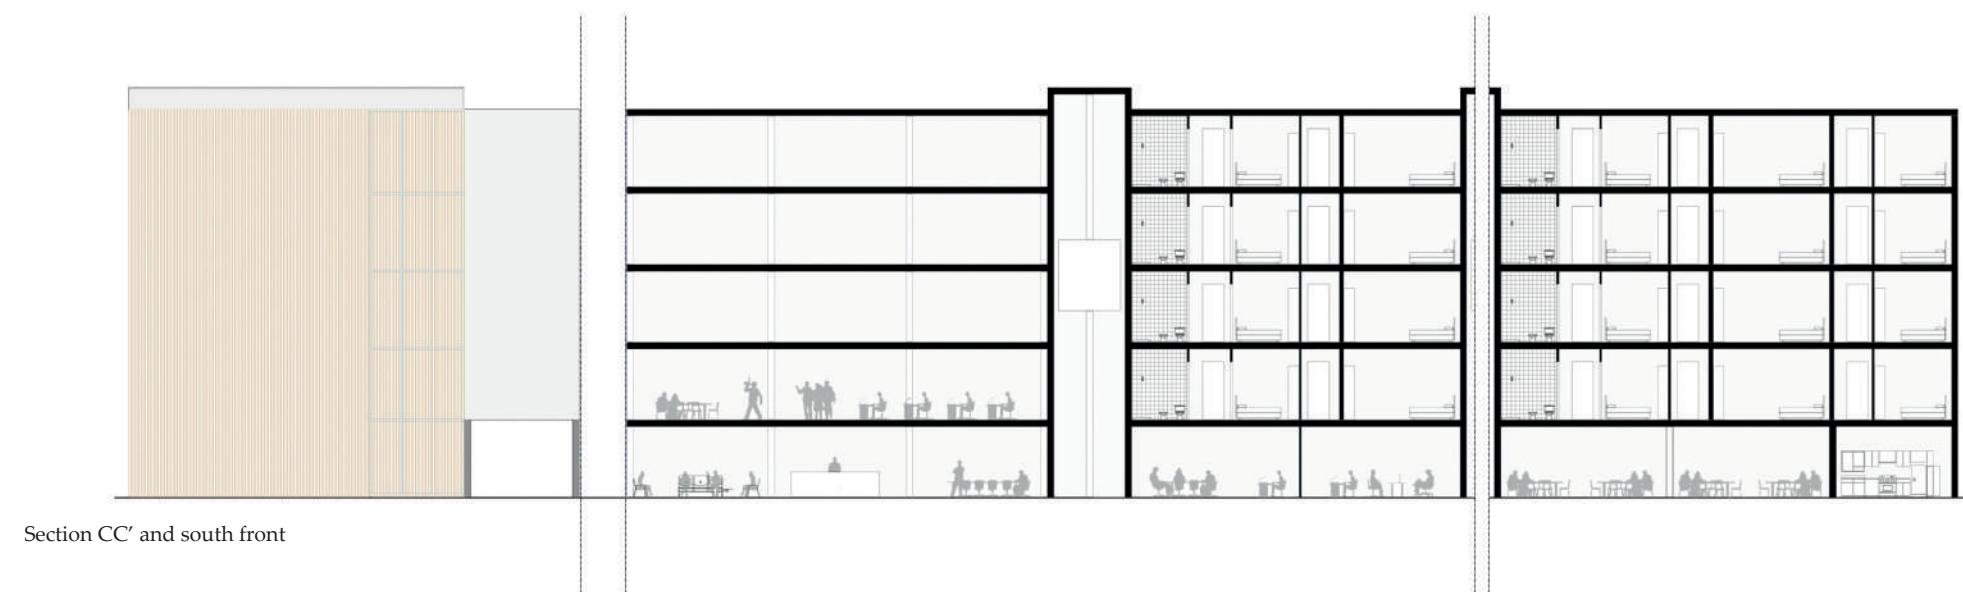 Section CC’ and south front